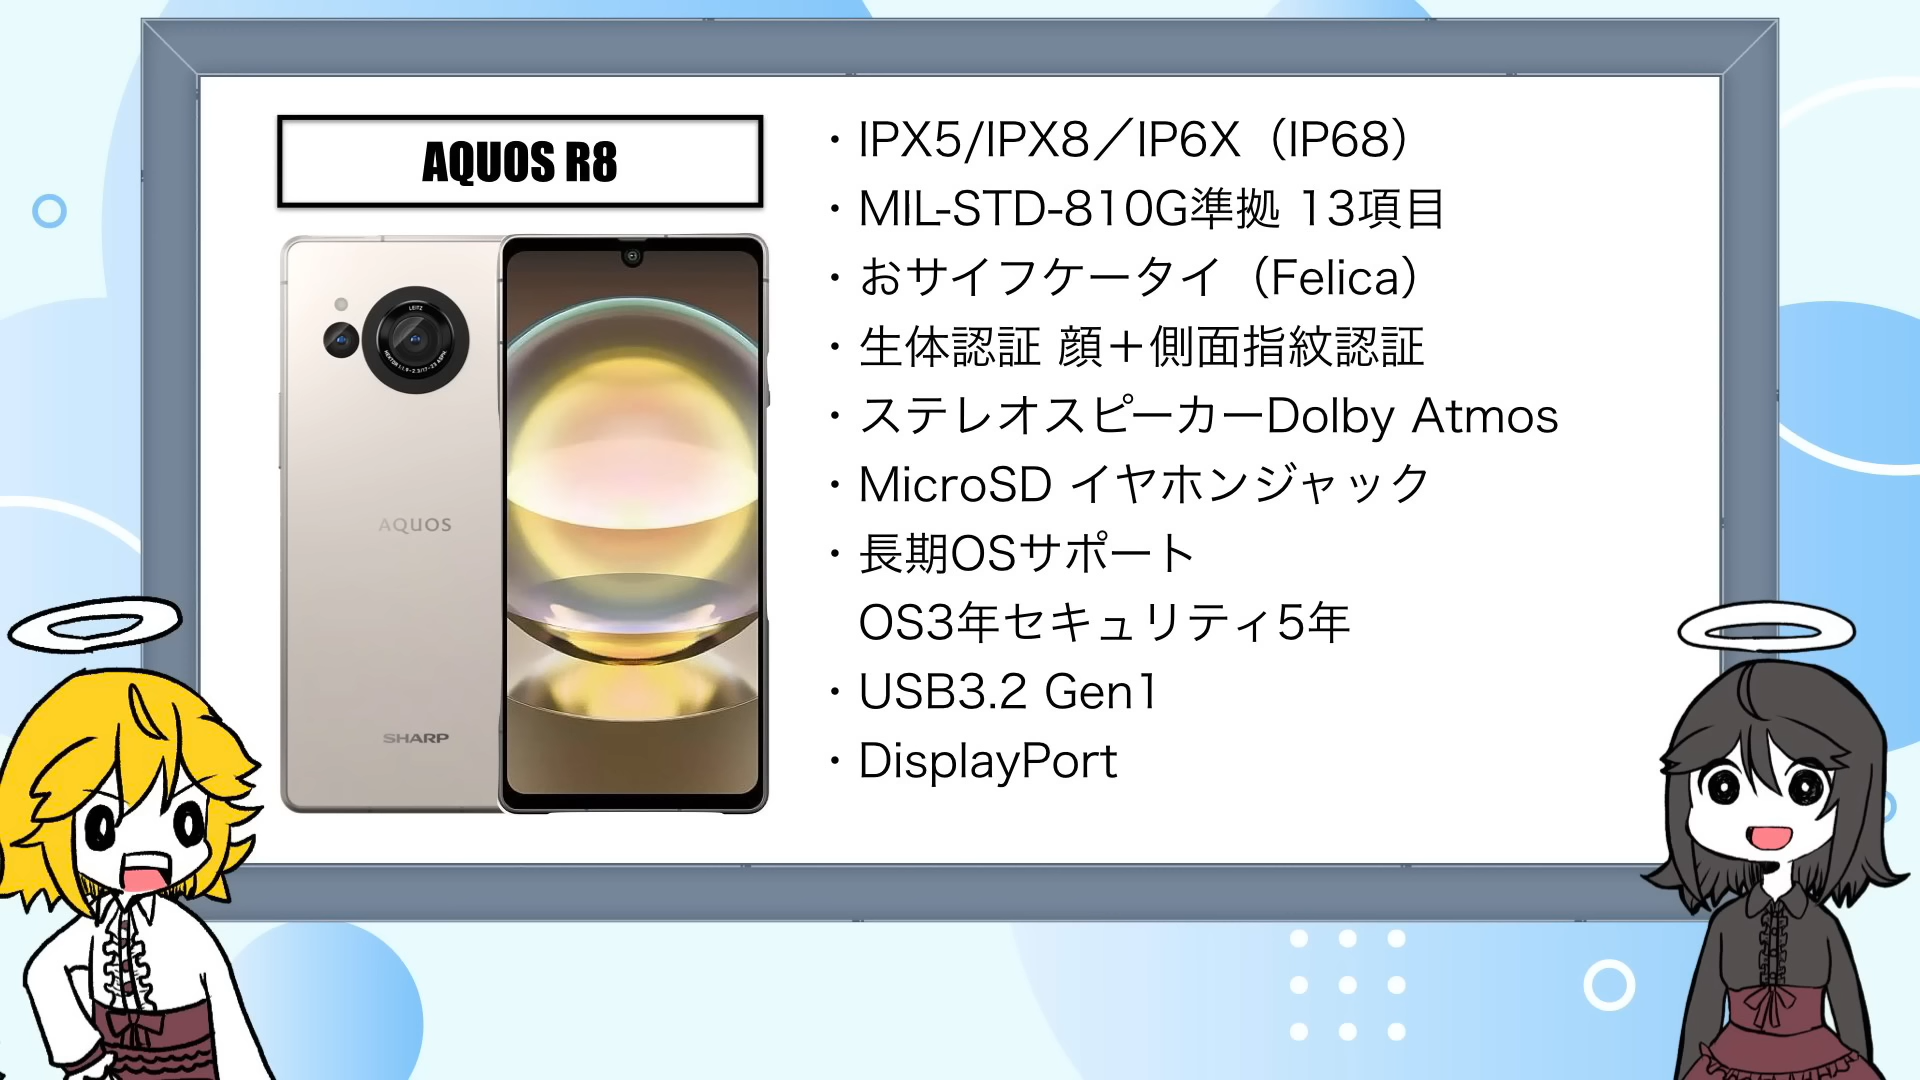 AQUOS R8
LEITZ
AQUOS
SHARP
・IPX5/IPX8／IP6X（IP68）
・MIL-STD-810G準拠 13項目
・おサイフケータイ（Felica）
・生体認証 顔＋側面指紋認証
・ステレオスピーカーDolby Atmos
・MicroSD イヤホンジャック
・長期OSサポート
OS3年セキュリティ5年
・USB3.2 Gen1
・DisplayPort